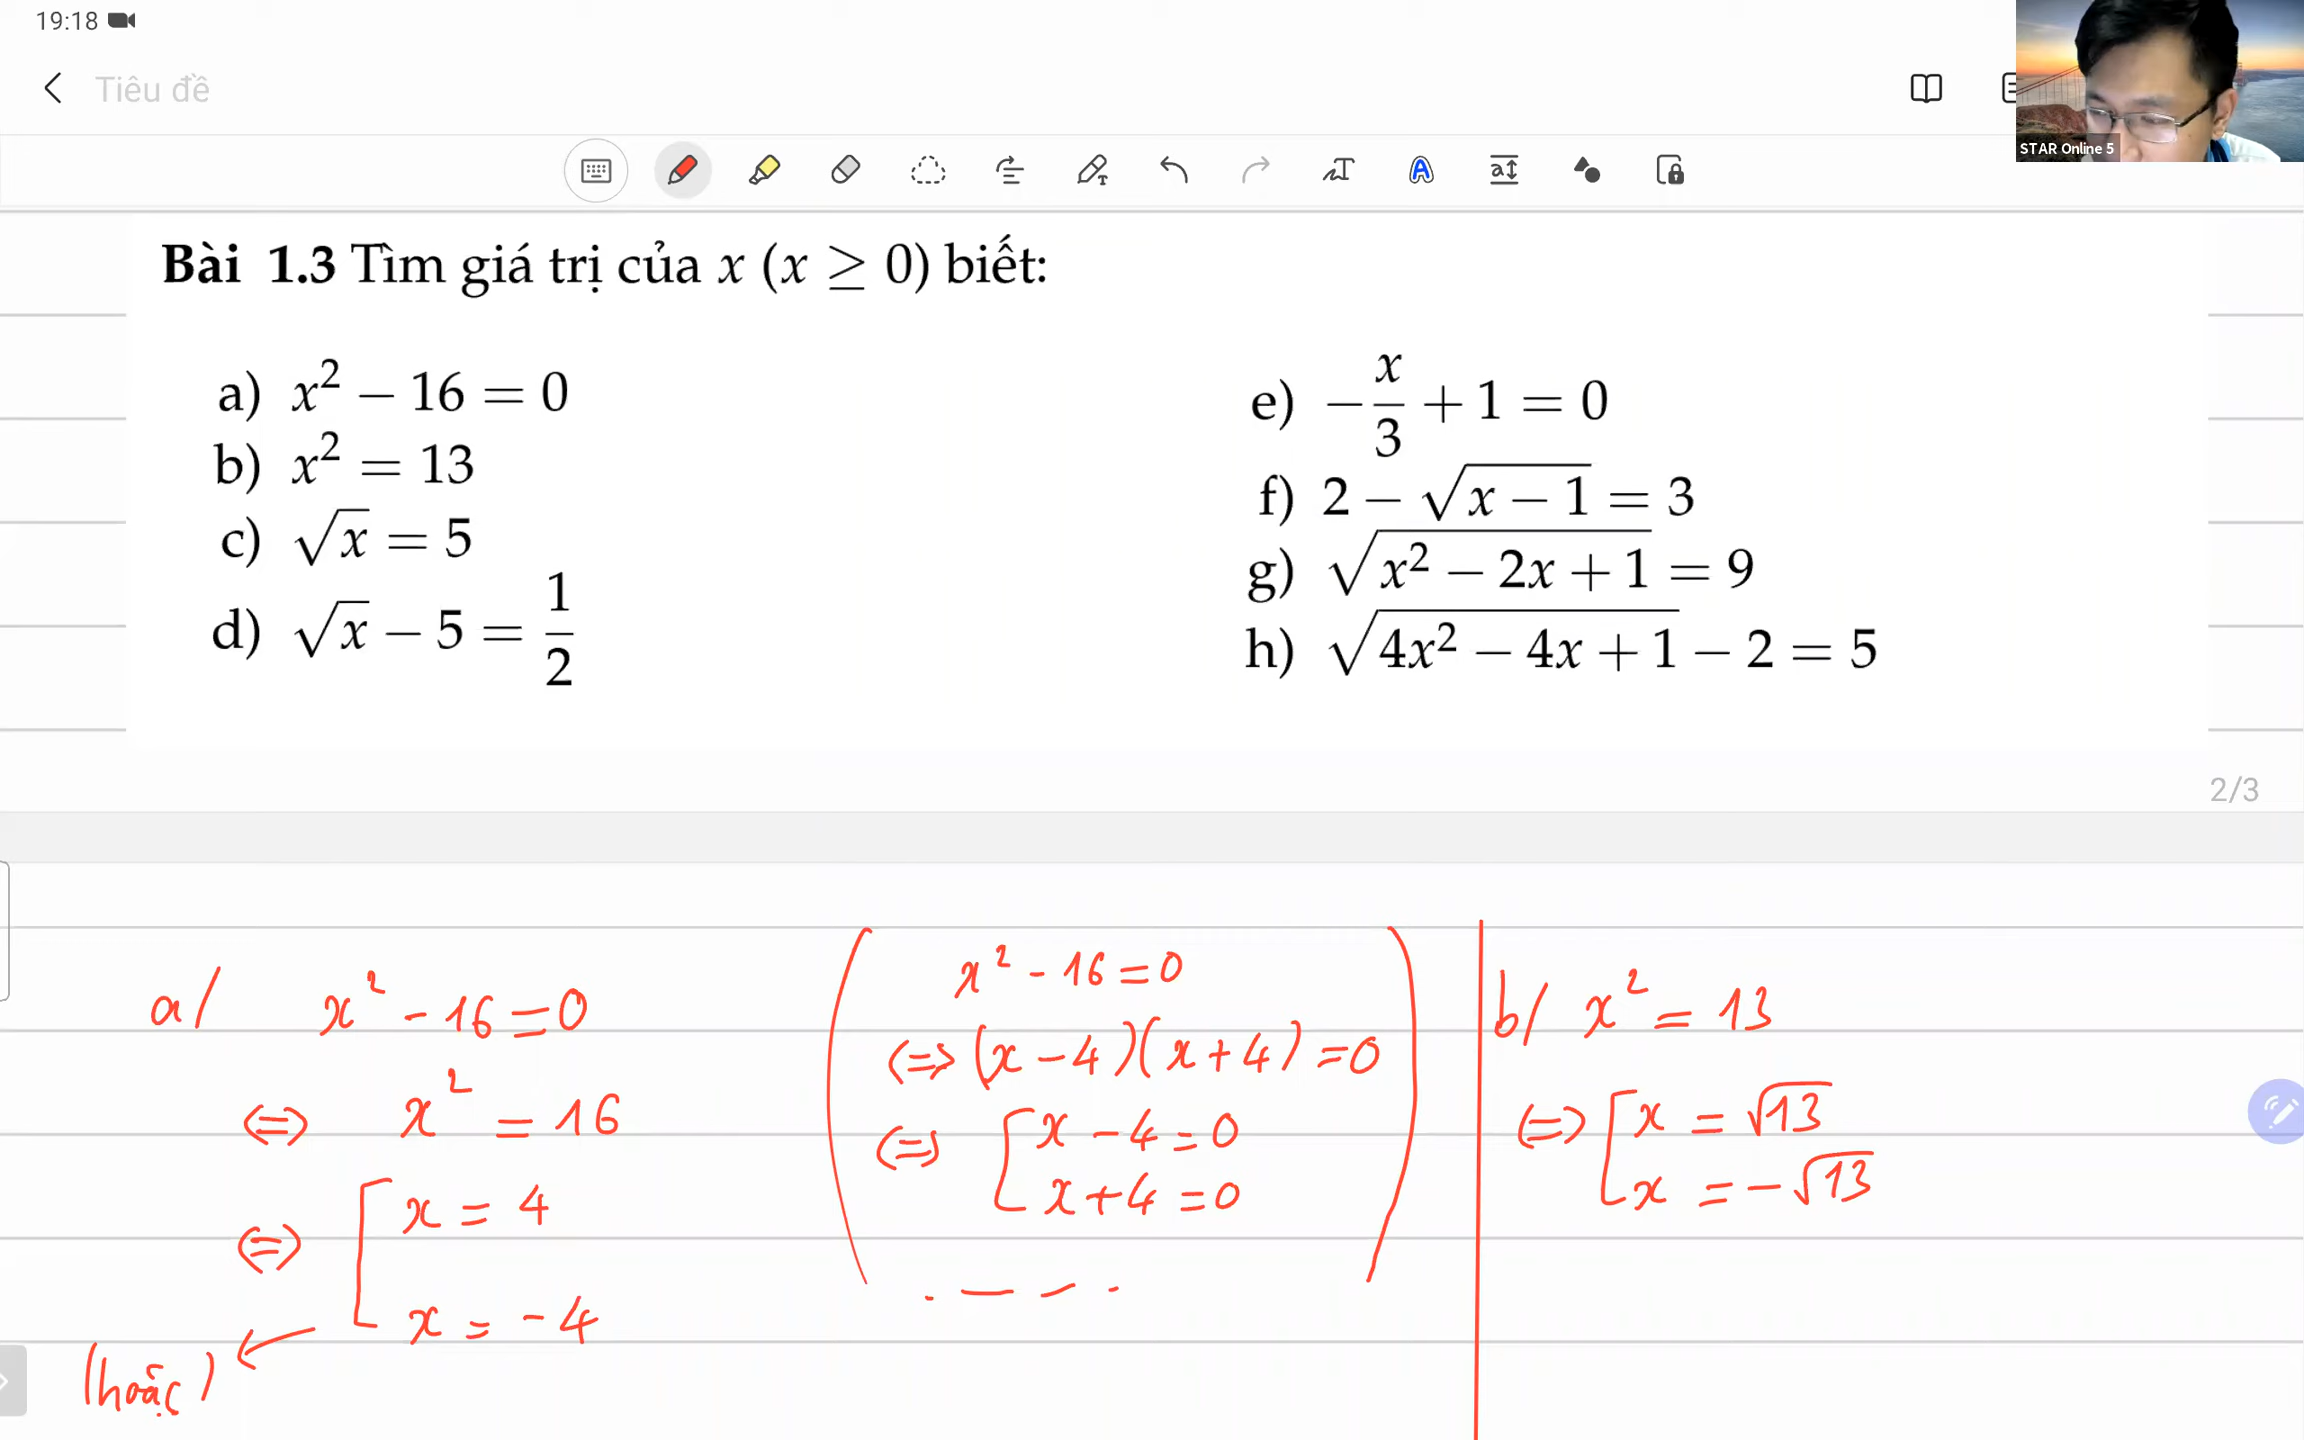 19:18
Tiêu đề
STAR Online 5
Bài 1.3 Tìm giá trị của x (x ≥ 0) biết:
a) x² − 16 = 0
b) x² = 13
c) √x = 5
d) √x − 5 = 1/2
e) −x/3 + 1 = 0
f) 2 − √(x − 1) = 3
g) √(x² − 2x + 1) = 9
h) √(4x² − 4x + 1) − 2 = 5
2/3
a/ x² - 16 = 0
⇔ x² = 16
⇔ [ x = 4
x = -4
(hoặc)
x² - 16 = 0
⇔ (x - 4)(x + 4) = 0
⇔ [ x - 4 = 0
x + 4 = 0
. — – .
b/ x² = 13
⇔ [ x = √13
x = -√13